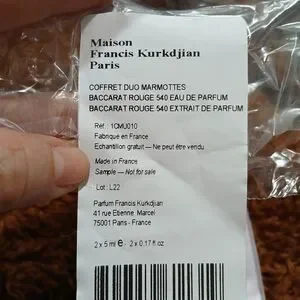 Maison
Francis Kurkdjian
Paris
COFFRET DUO MARMOTTES
BACCARAT ROUGE 540 EAU DE PARFUM
BACCARAT ROUGE 540 EXTRAIT DE PARFUM
Réf. : 1CMU010
Fabriqué en France
Echantillon gratuit — Ne peut être vendu
Made in France
Sample — Not for sale
Lot : L22
Parfum Francis Kurkdjian
41 rue Etienne Marcel
75001 Paris - France
2 x 5 ml e 2 x 0.17 fl.oz